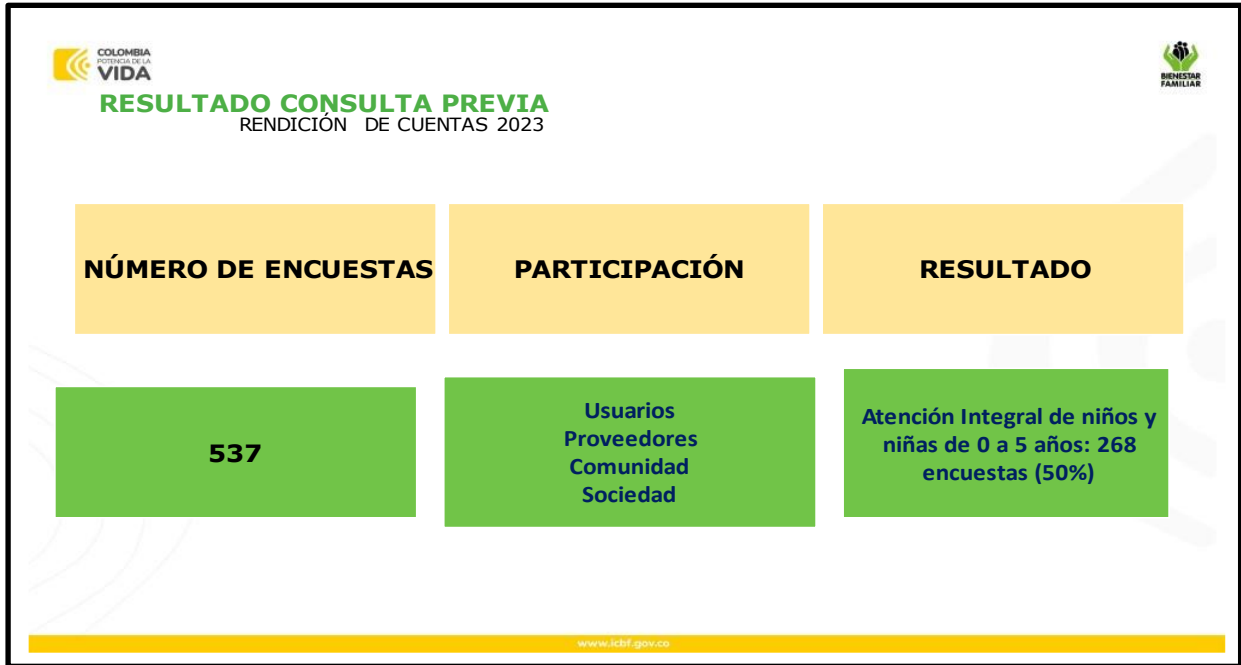 COLOMBIA
POTENCIA DE LA
VIDA
BIENESTAR
FAMILIAR
RESULTADO CONSULTA PREVIA
RENDICIÓN DE CUENTAS 2023
NÚMERO DE ENCUESTAS
PARTICIPACIÓN
RESULTADO
537
Usuarios
Proveedores
Comunidad
Sociedad
Atención Integral de niños y
niñas de 0 a 5 años: 268
encuestas (50%)
www.icbf.gov.co